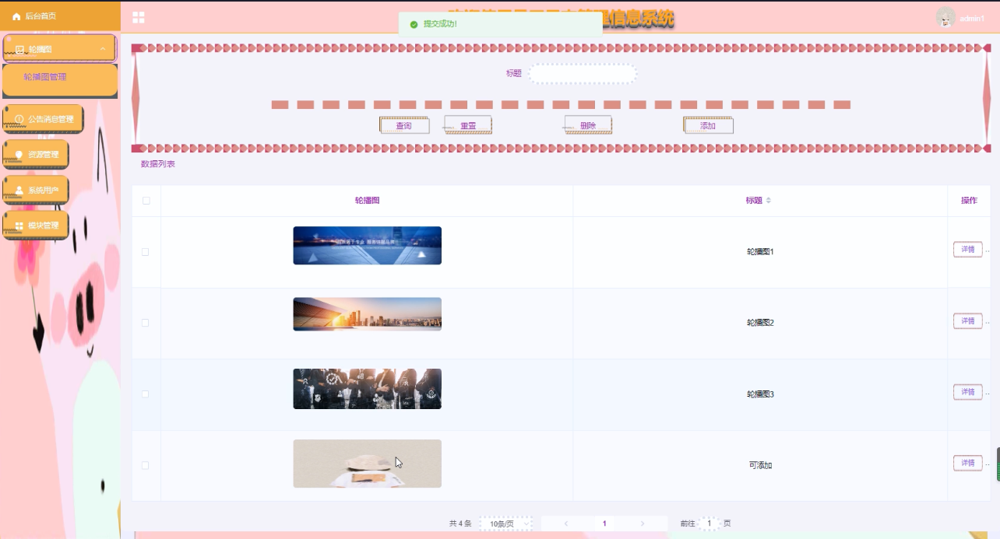 后台首页
提交成功!
管理信息系统
admin1
轮播图
轮播图管理
公告消息管理
资源管理
系统用户
模块管理
标题
查询
重置
删除
添加
数据列表
轮播图 标题 操作
轮播图1 详情 ..
轮播图2 详情 ..
轮播图3 详情 ..
可添加 详情 ..
共 4 条 10条/页 1 前往 1 页